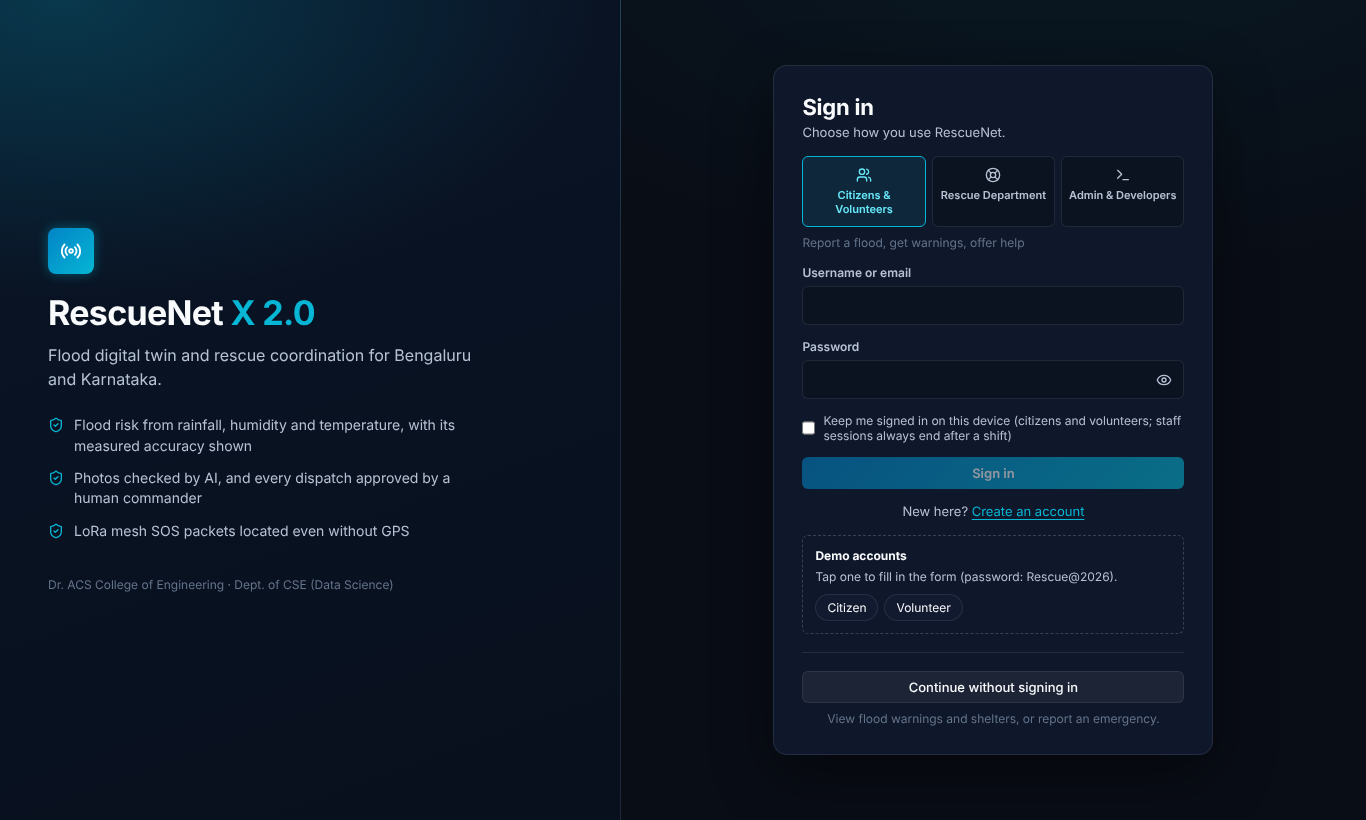 RescueNet X 2.0
Flood digital twin and rescue coordination for Bengaluru
and Karnataka.
Flood risk from rainfall, humidity and temperature, with its
measured accuracy shown
Photos checked by AI, and every dispatch approved by a
human commander
LoRa mesh SOS packets located even without GPS
Dr. ACS College of Engineering · Dept. of CSE (Data Science)
Sign in
Choose how you use RescueNet.
Citizens &
Volunteers
Rescue Department
Admin & Developers
Report a flood, get warnings, offer help
Username or email
Password
Keep me signed in on this device (citizens and volunteers; staff
sessions always end after a shift)
Sign in
New here? Create an account
Demo accounts
Tap one to fill in the form (password: Rescue@2026).
Citizen
Volunteer
Continue without signing in
View flood warnings and shelters, or report an emergency.